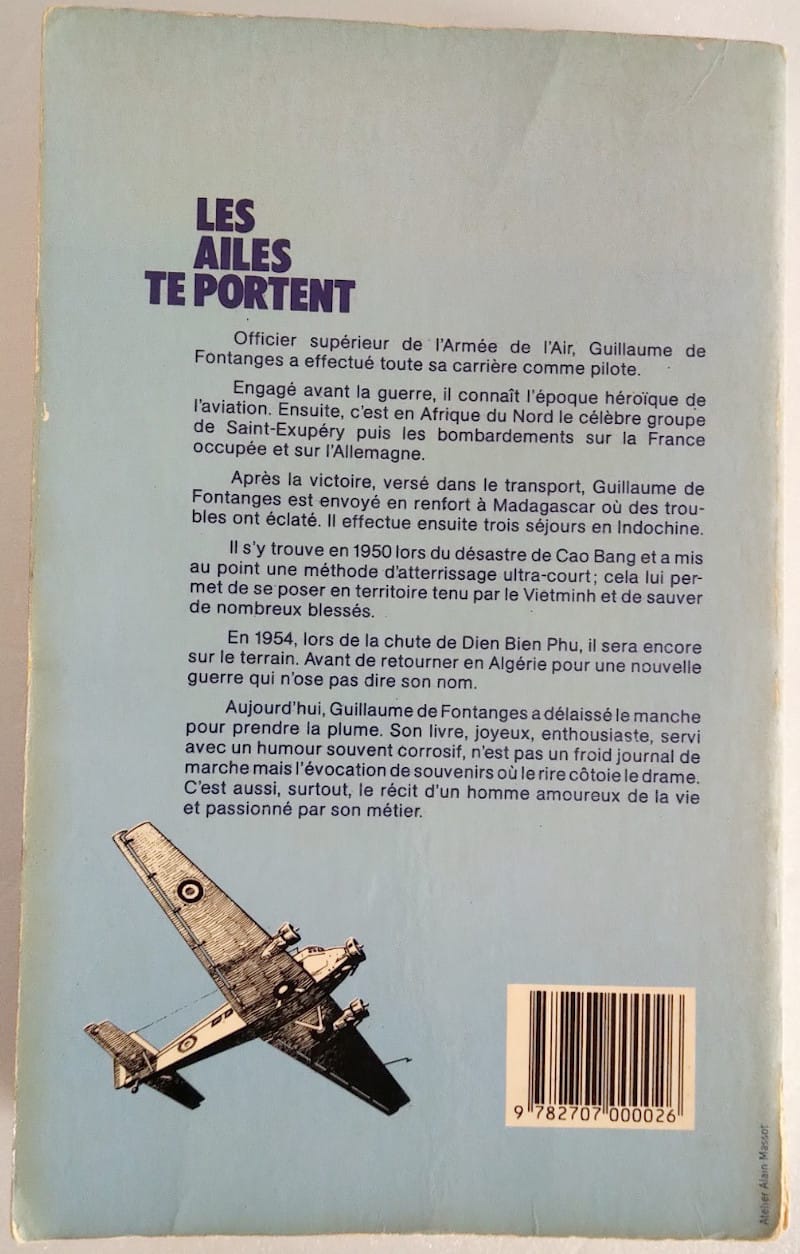 LES
AILES
TE PORTENT
Officier supérieur de l'Armée de l'Air, Guillaume de
Fontanges a effectué toute sa carrière comme pilote.
Engagé avant la guerre, il connaît l'époque héroïque de
l'aviation. Ensuite, c'est en Afrique du Nord le célèbre groupe
de Saint-Exupéry puis les bombardements sur la France
occupée et sur l'Allemagne.
Après la victoire, versé dans le transport, Guillaume de
Fontanges est envoyé en renfort à Madagascar où des trou-
bles ont éclaté. Il effectue ensuite trois séjours en Indochine.
Il s'y trouve en 1950 lors du désastre de Cao Bang et a mis
au point une méthode d'atterrissage ultra-court; cela lui per-
met de se poser en territoire tenu par le Vietminh et de sauver
de nombreux blessés.
En 1954, lors de la chute de Dien Bien Phu, il sera encore
sur le terrain. Avant de retourner en Algérie pour une nouvelle
guerre qui n'ose pas dire son nom.
Aujourd'hui, Guillaume de Fontanges a délaissé le manche
pour prendre la plume. Son livre, joyeux, enthousiaste, servi
avec un humour souvent corrosif, n'est pas un froid journal de
marche mais l'évocation de souvenirs où le rire côtoie le drame.
C'est aussi, surtout, le récit d'un homme amoureux de la vie
et passionné par son métier.
9 782707 000026
Atelier Alain Massot